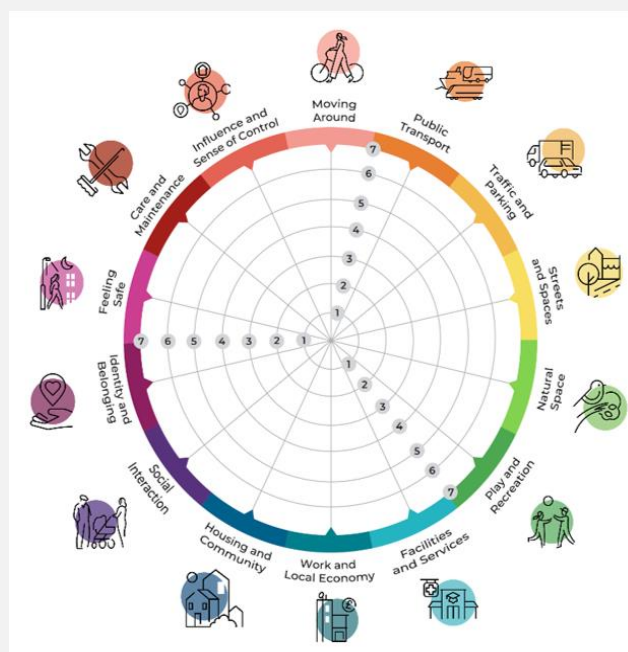 Moving
Around
Public
Transport
Traffic and
Parking
Streets
and Spaces
Natural
Space
Play and
Recreation
Facilities
and Services
Work and
Local Economy
Housing and
Community
Social
Interaction
Identity and
Belonging
Feeling
Safe
Care and
Maintenance
Influence and
Sense of Control
7
6
5
4
3
2
1
7 6 5 4 3 2 1
1
2
3
4
5
6
7
£